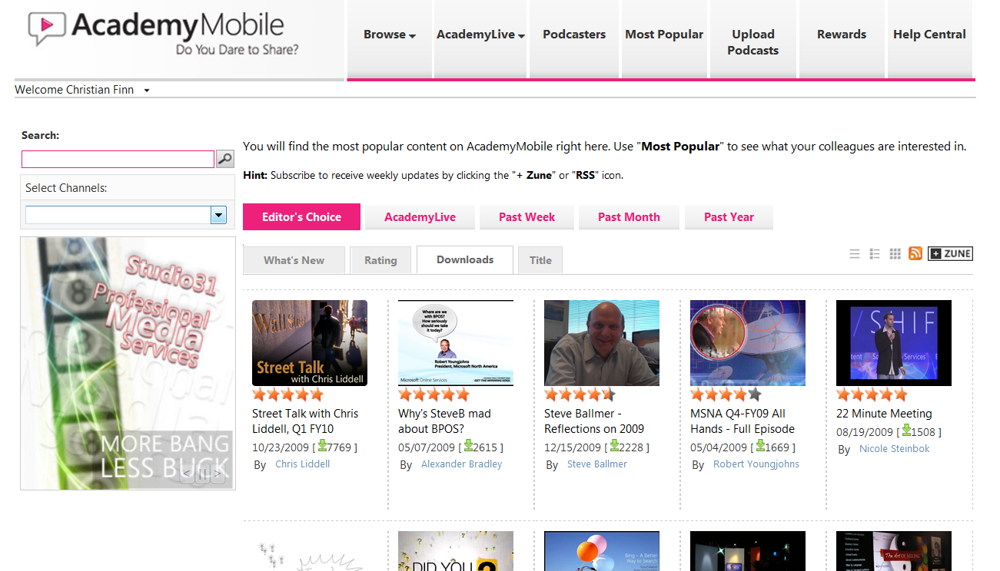 AcademyMobile
Do You Dare to Share?
Browse
AcademyLive
Podcasters
Most Popular
Upload
Podcasts
Rewards
Help Central
Welcome Christian Finn
Search:
Select Channels:
Studio31
Professional
Media
Services
MORE BANG
LESS BUCK
< || >
You will find the most popular content on AcademyMobile right here. Use "Most Popular" to see what your colleagues are interested in.
Hint: Subscribe to receive weekly updates by clicking the "+ Zune" or "RSS" icon.
Editor's Choice
AcademyLive
Past Week
Past Month
Past Year
What's New
Rating
Downloads
Title
+ ZUNE
Wall Street
Street Talk
with Chris Liddell
Street Talk with Chris
Liddell, Q1 FY10
10/23/2009 [ 7769 ]
By Chris Liddell
Where are we
with BPOS?
How seriously
should we take
it today?
Robert Youngjohns
President, Microsoft North America
Microsoft Online Services
GET THE WINNING EDGE.
Why's SteveB mad
about BPOS?
05/07/2009 [ 2615 ]
By Alexander Bradley
Steve Ballmer -
Reflections on 2009
12/15/2009 [ 2228 ]
By Steve Ballmer
MSNA Q4-FY09 All
Hands - Full Episode
05/04/2009 [ 1669 ]
By Robert Youngjohns
/ SHIF
Services
22 Minute Meeting
08/19/2009 [ 1508 ]
By Nicole Steinbok
DID YOU ?
Bing – A Better
Way to Search
The Art OF SELLING